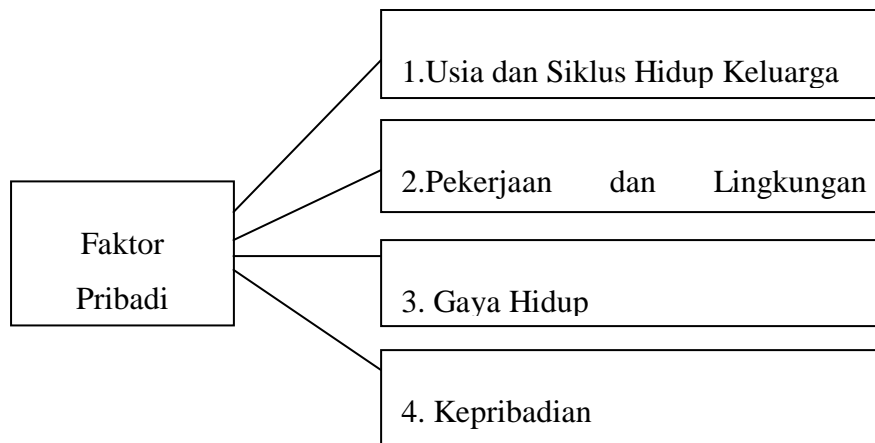 1.Usia dan Siklus Hidup Keluarga
2.Pekerjaan dan Lingkungan
Faktor
Pribadi
3. Gaya Hidup
4. Kepribadian